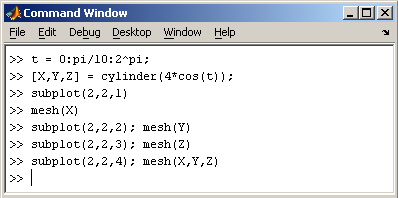 Command Window
File Edit Debug Desktop Window Help
>> t = 0:pi/10:2^pi;
>> [X,Y,Z] = cylinder(4*cos(t));
>> subplot(2,2,1)
>> mesh(X)
>> subplot(2,2,2); mesh(Y)
>> subplot(2,2,3); mesh(Z)
>> subplot(2,2,4); mesh(X,Y,Z)
>>